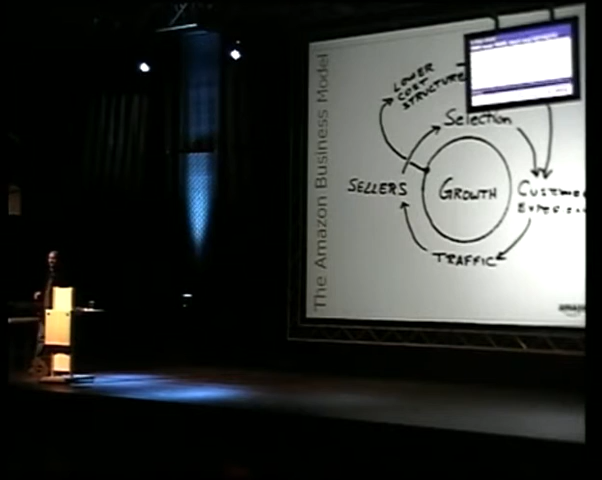 The Amazon Business Model
LOWER
COST
STRUCTURE
Selection
SELLERS
GROWTH
TRAFFIC